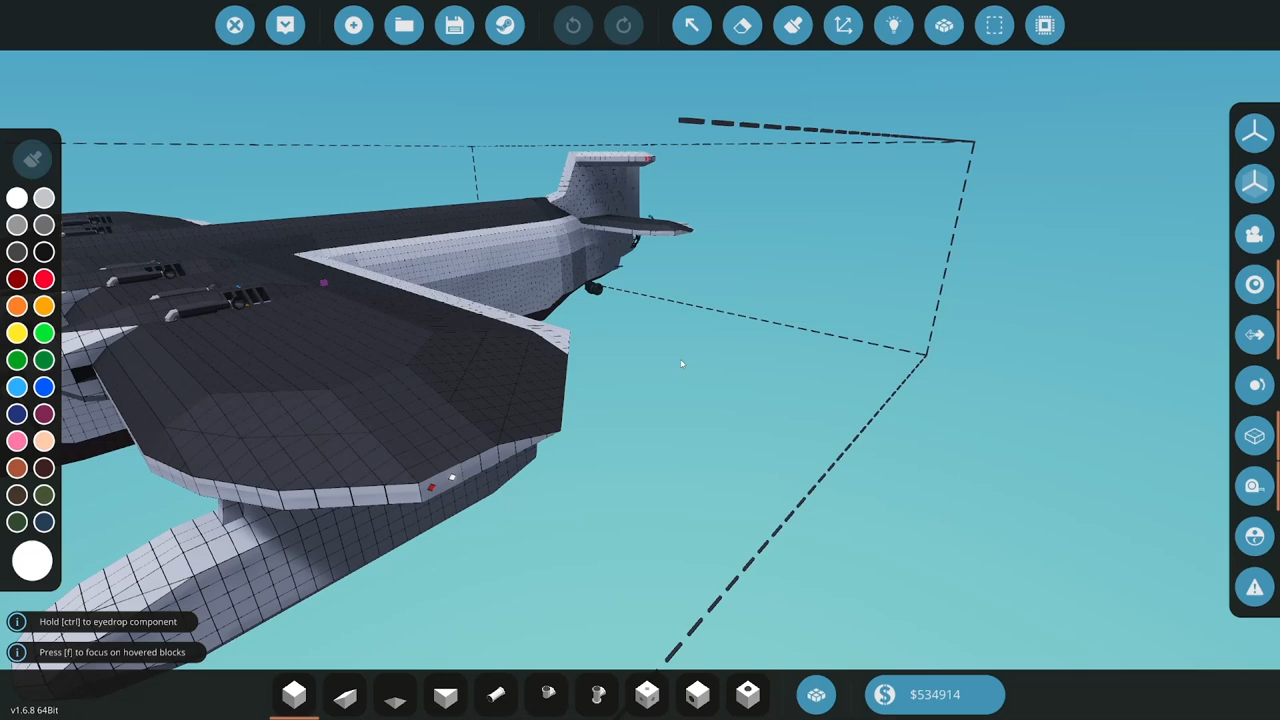 Hold [ctrl] to eyedrop component
Press [f] to focus on hovered blocks
$534914
v1.6.8 64Bit